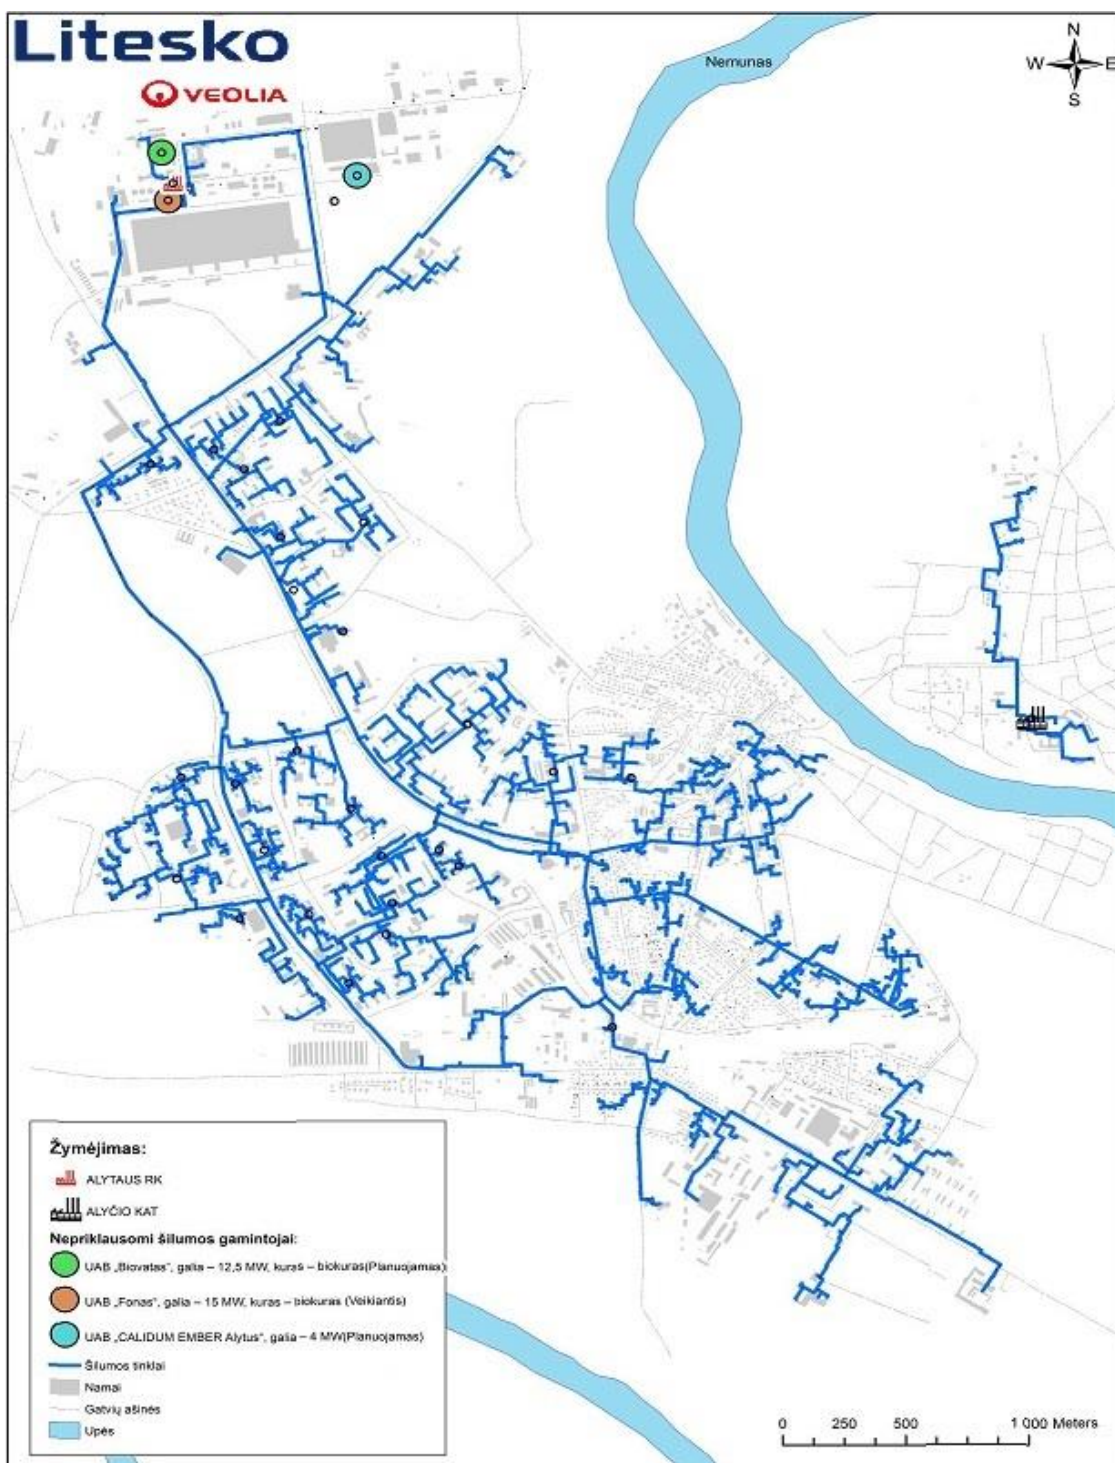 Litesko
VEOLIA
Nemunas
N
W
E
S
Žymėjimas:
ALYTAUS RK
ALYČIO KAT
Nepriklausomi šilumos gamintojai:
UAB „Biovatas“, galia – 12,5 MW, kuras – biokuras(Planuojamas)
UAB „Fonas“, galia – 15 MW, kuras – biokuras (Veikiantis)
UAB „CALIDUM EMBER Alytus“, galia – 4 MW(Planuojamas)
Šilumos tinklai
Namai
Gatvių ašinės
Upės
0 250 500 1 000 Meters